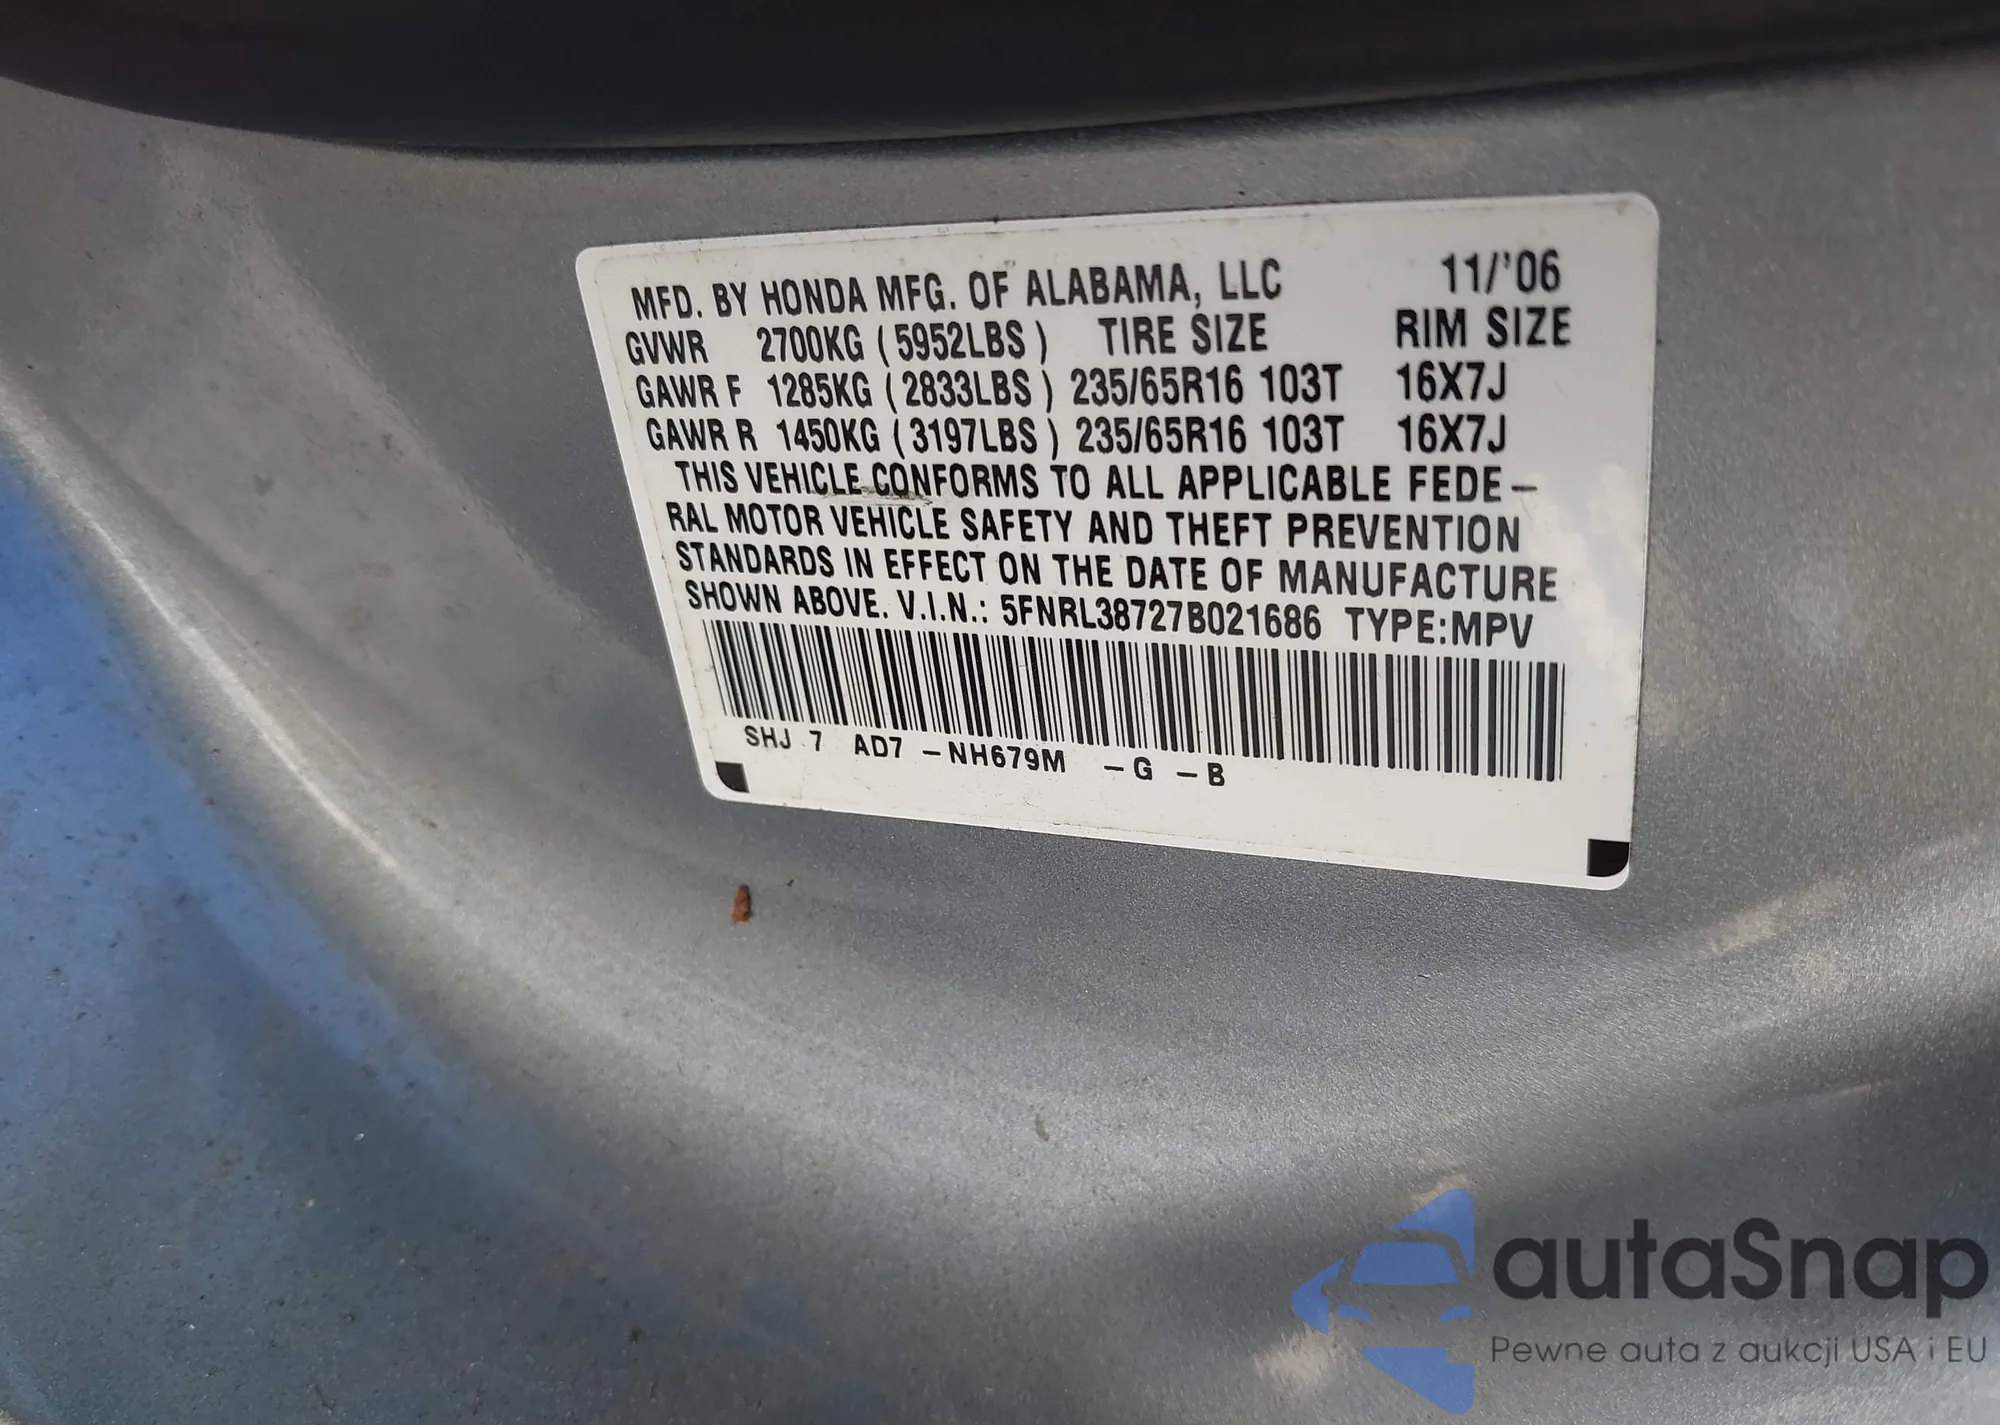 MFD. BY HONDA MFG. OF ALABAMA, LLC 11/'06
GVWR 2700KG (5952LBS) TIRE SIZE RIM SIZE
GAWR F 1285KG (2833LBS) 235/65R16 103T 16X7J
GAWR R 1450KG (3197LBS) 235/65R16 103T 16X7J
THIS VEHICLE CONFORMS TO ALL APPLICABLE FEDE-
RAL MOTOR VEHICLE SAFETY AND THEFT PREVENTION
STANDARDS IN EFFECT ON THE DATE OF MANUFACTURE
SHOWN ABOVE. V.I.N.: 5FNRL38727B021686 TYPE:MPV
SHJ 7 AD7 -NH679M -G -B
autaSnap
Pewne auta z aukcji USA i EU